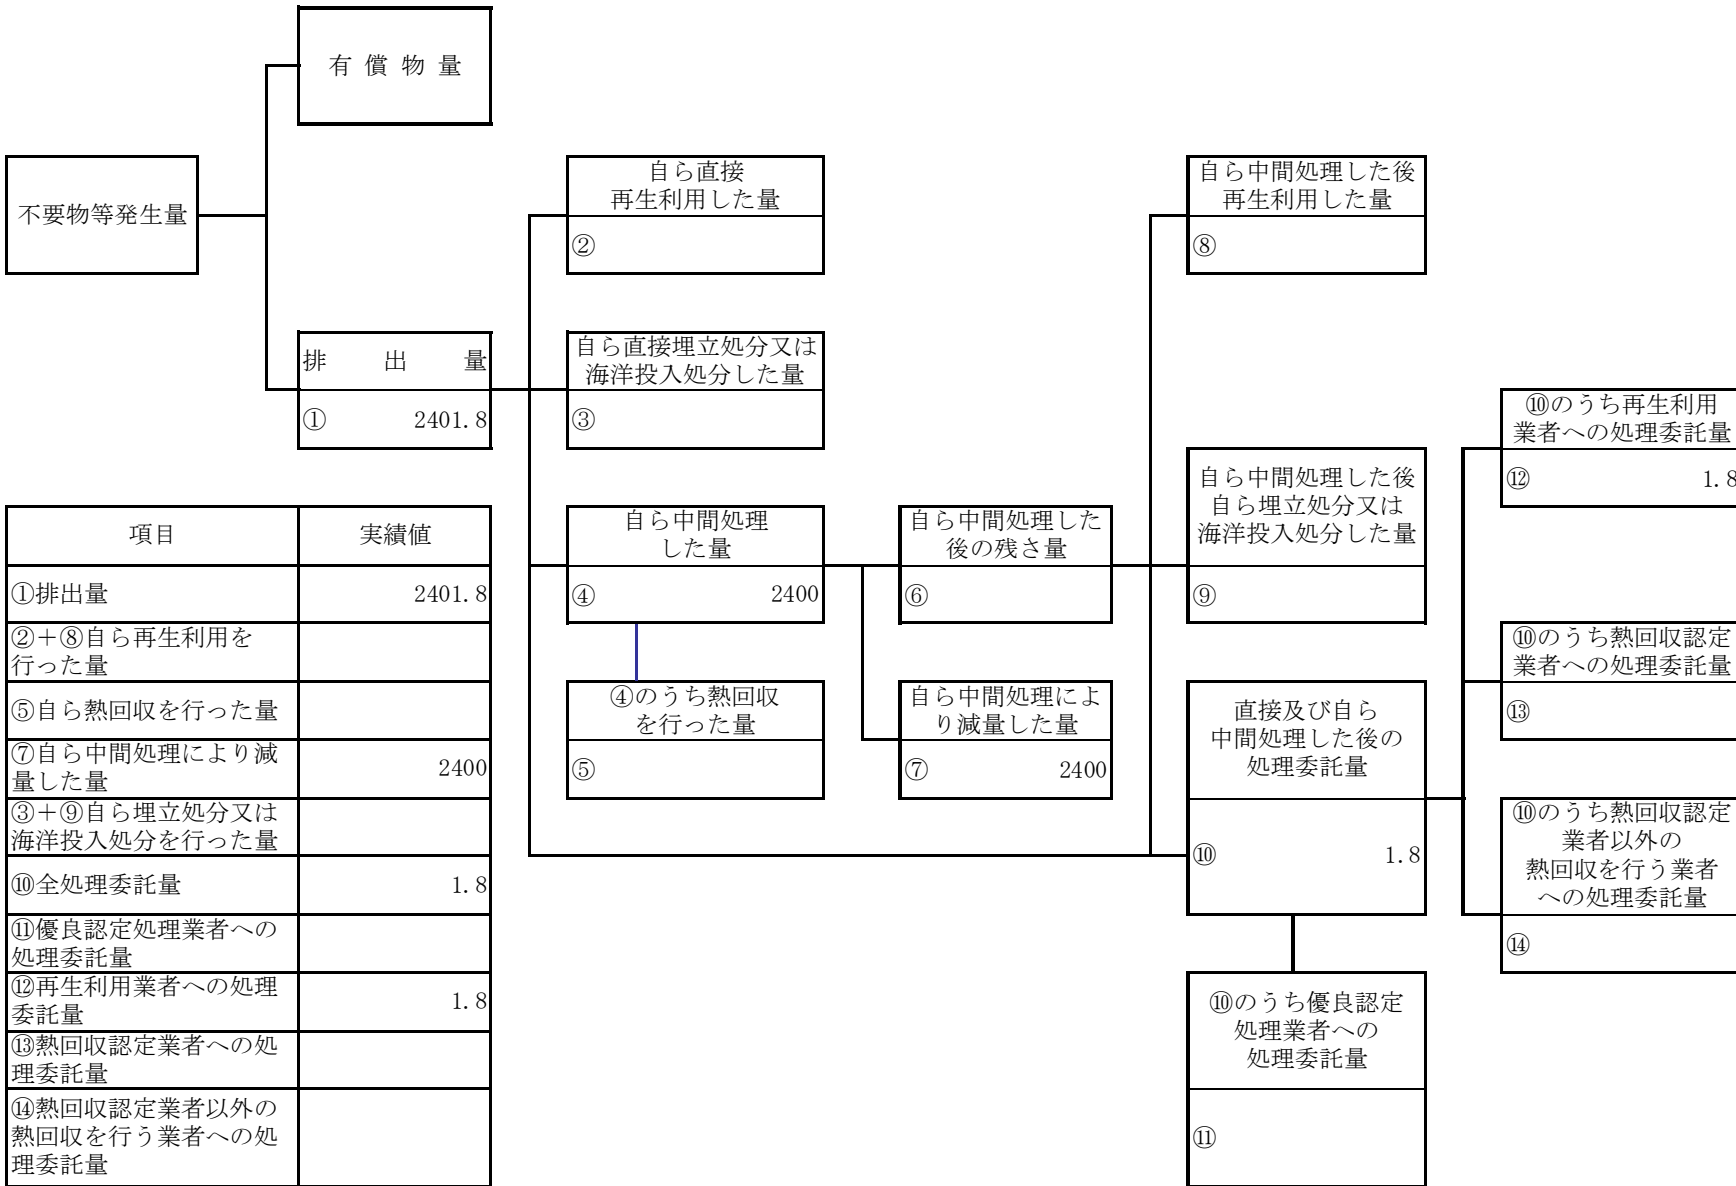 有 償 物 量
不要物等発生量
自ら直接
再生利用した量
②
自ら中間処理した後
再生利用した量
⑧
排 出 量
① 2401.8
自ら直接埋立処分又は
海洋投入処分した量
③
⑩のうち再生利用
業者への処理委託量
⑫ 1.8
自ら中間処理した後
自ら埋立処分又は
海洋投入処分した量
⑨
自ら中間処理
した量
④ 2400
自ら中間処理した
後の残さ量
⑥
⑩のうち熱回収認定
業者への処理委託量
⑬
④のうち熱回収
を行った量
⑤
自ら中間処理によ
り減量した量
⑦ 2400
直接及び自ら
中間処理した後の
処理委託量
⑩ 1.8
⑩のうち熱回収認定
業者以外の
熱回収を行う業者
への処理委託量
⑭
⑩のうち優良認定
処理業者への
処理委託量
⑪
項目 実績値
①排出量 2401.8
②+⑧自ら再生利用を
行った量
⑤自ら熱回収を行った量
⑦自ら中間処理により減
量した量 2400
③+⑨自ら埋立処分又は
海洋投入処分を行った量
⑩全処理委託量 1.8
⑪優良認定処理業者への
処理委託量
⑫再生利用業者への処理
委託量 1.8
⑬熱回収認定業者への処
理委託量
⑭熱回収認定業者以外の
熱回収を行う業者への処
理委託量